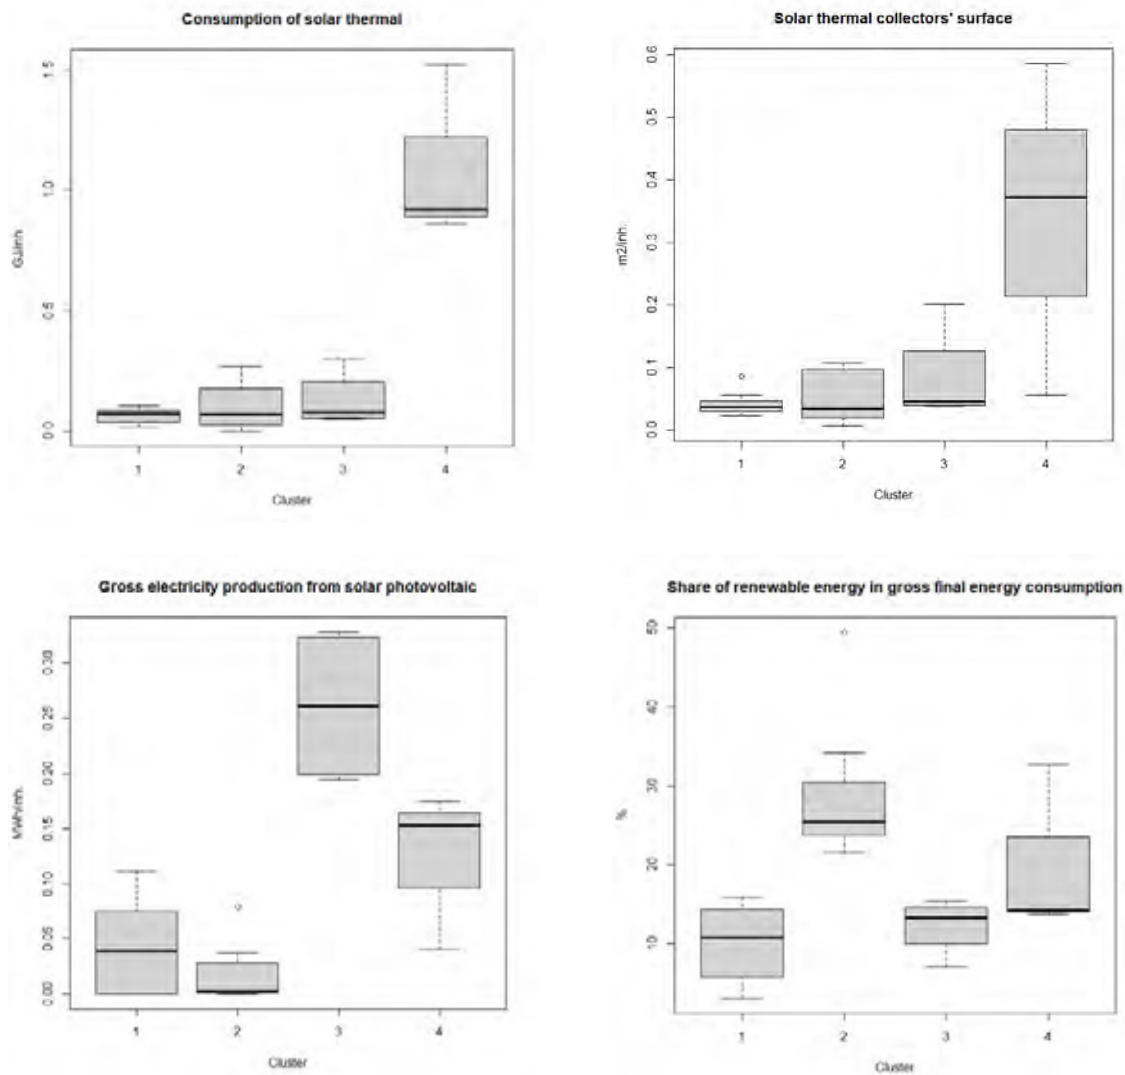 Consumption of solar thermal
1.5
1.0
0.5
0.0
GJ/inh.
1 2 3 4
Cluster
Solar thermal collectors' surface
0.6
0.5
0.4
0.3
0.2
0.1
0.0
m2/inh.
1 2 3 4
Cluster
Gross electricity production from solar photovoltaic
0.30
0.25
0.20
0.15
0.10
0.05
0.00
MWh/inh.
1 2 3 4
Cluster
Share of renewable energy in gross final energy consumption
50
40
30
20
10
%
1 2 3 4
Cluster